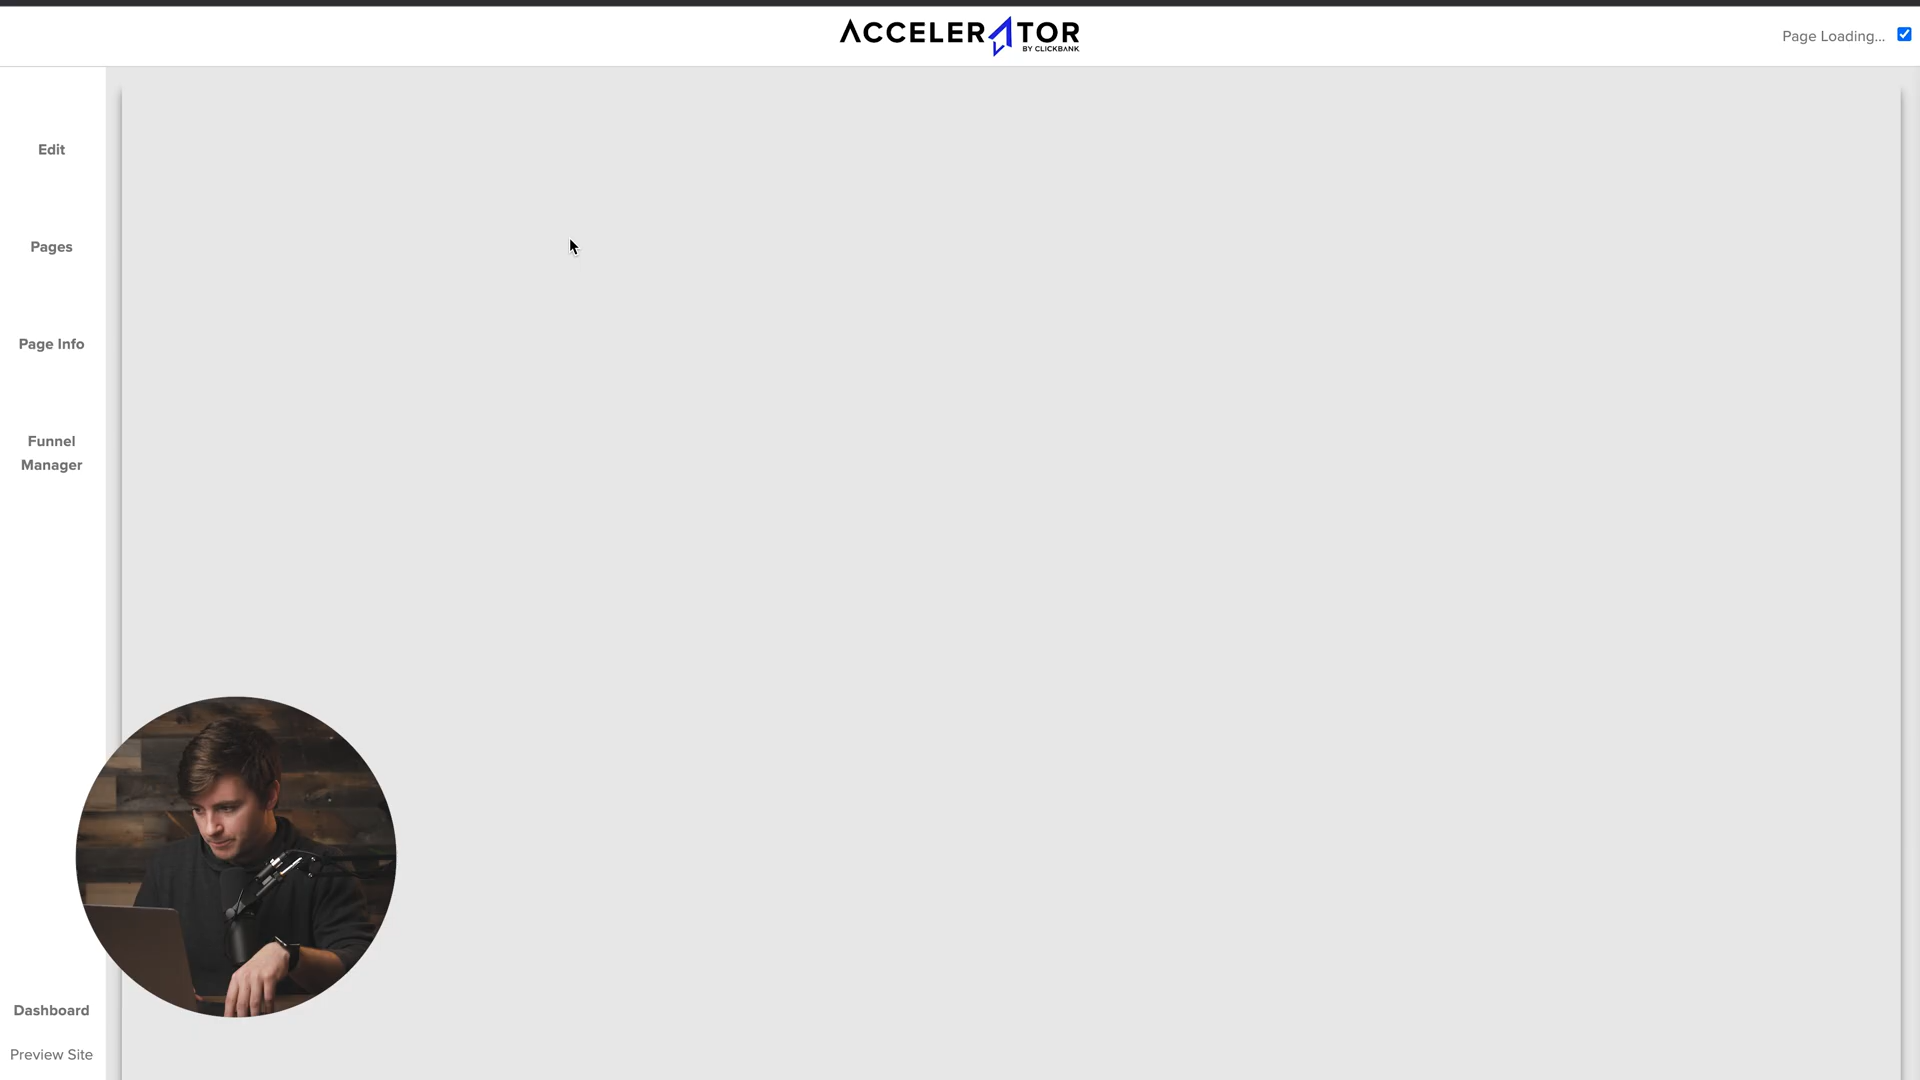 ACCELERATOR
BY CLICKBANK
Page Loading...
Edit
Pages
Page Info
Funnel
Manager
Dashboard
Preview Site